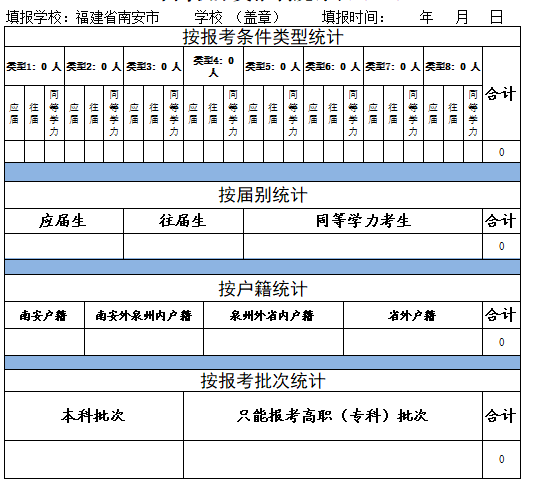 填报学校：福建省南安市 学校 （盖章） 填报时间： 年 月 日
按报考条件类型统计
类型1：0 人 类型2：0 人 类型3：0 人 类型4：0 人 类型5：0 人 类型6：0 人 类型7：0 人 类型8：0 人 合计
应届 往届 同等学力 应届 往届 同等学力 应届 往届 同等学力 应届 往届 同等学力 应届 往届 同等学力 应届 往届 同等学力 应届 往届 同等学力 应届 往届 同等学力
0
按届别统计
应届生 往届生 同等学力考生 合计
0
按户籍统计
南安户籍 南安外泉州内户籍 泉州外省内户籍 省外户籍 合计
0
按报考批次统计
本科批次 只能报考高职（专科）批次 合计
0